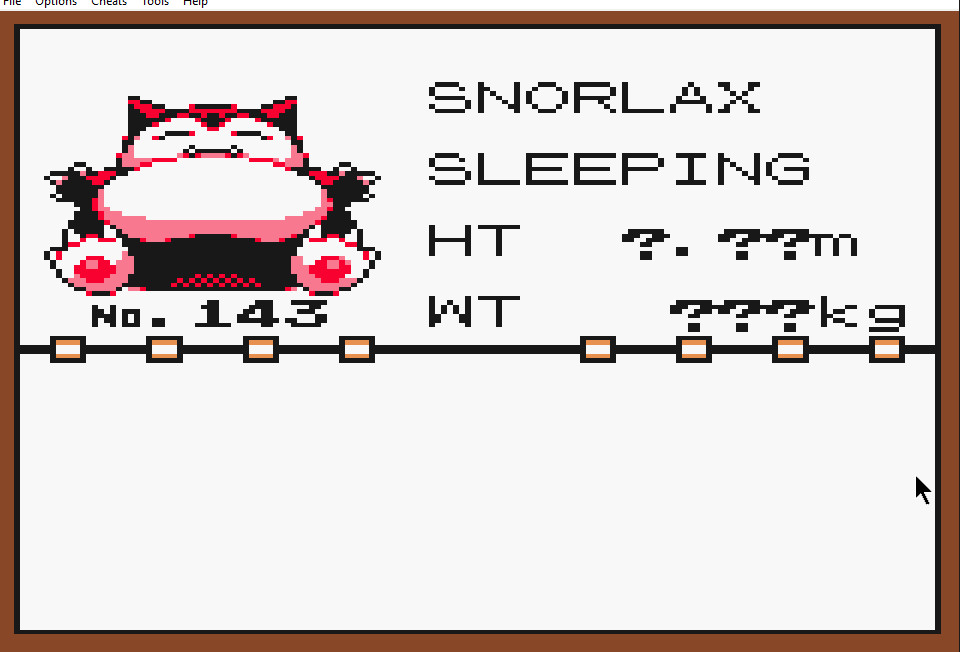 File Options Cheats Tools Help
SNORLAX
SLEEPING
HT ?.??m
No.143
WT ???kg